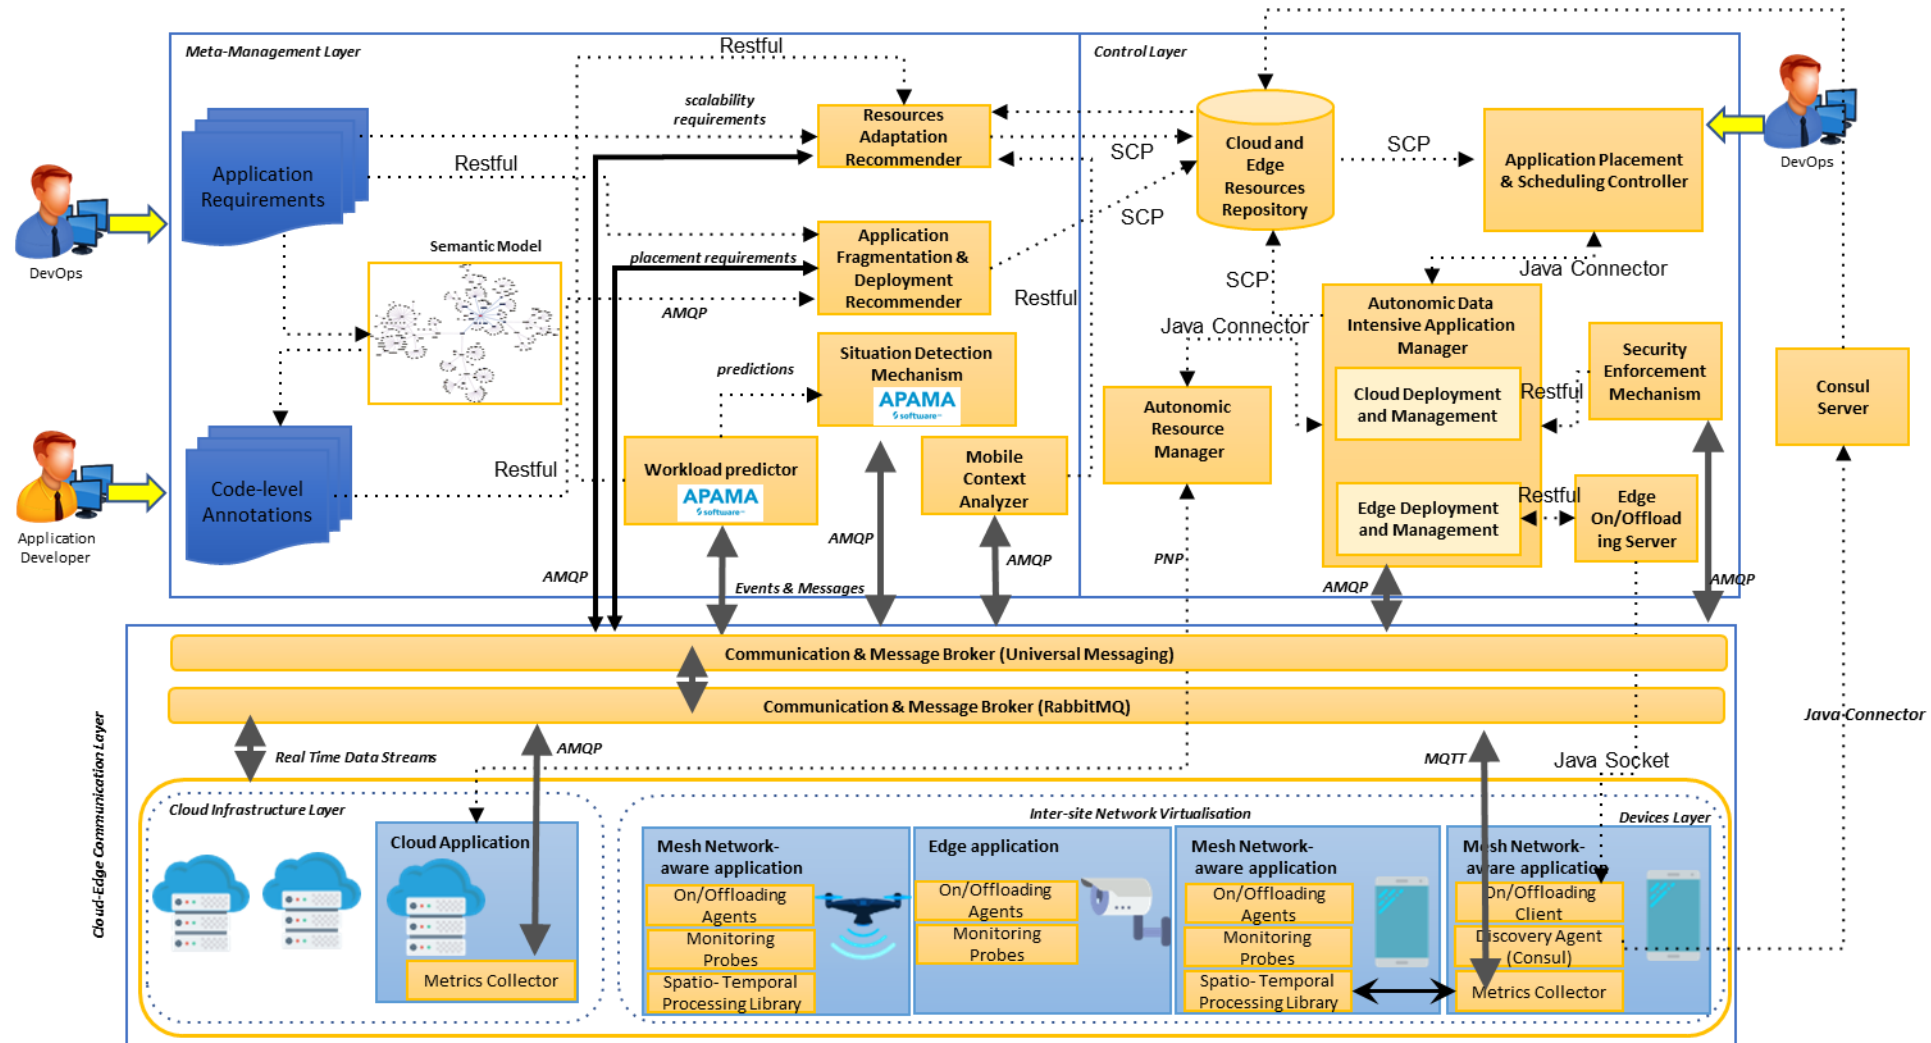 Meta-Management Layer
Restful
Control Layer
scalability
requirements
Resources
Adaptation
Recommender
Restful
Application
Requirements
SCP
Cloud and
Edge
Resources
Repository
SCP
Application Placement
& Scheduling Controller
DevOps
DevOps
SCP
Semantic Model
placement requirements
Application
Fragmentation &
Deployment
Recommender
AMQP
Restful
SCP
Java Connector
Java Connector
Autonomic Data
Intensive Application
Manager
Cloud Deployment
and Management
Edge Deployment
and Management
Restful
Security
Enforcement
Mechanism
Consul
Server
Situation Detection
Mechanism
APAMA
software
predictions
Autonomic
Resource
Manager
Workload predictor
APAMA
software
Mobile
Context
Analyzer
Restful
Code-level
Annotations
Application
Developer
Restful
Edge
On/Offload
ing Server
AMQP
AMQP
AMQP
PNP
AMQP
AMQP
Events & Messages
Communication & Message Broker (Universal Messaging)
Communication & Message Broker (RabbitMQ)
Cloud-Edge Communication Layer
Real Time Data Streams
AMQP
MQTT
Java Socket
Java Connector
Cloud Infrastructure Layer
Inter-site Network Virtualisation
Devices Layer
Cloud Application
Metrics Collector
Mesh Network-
aware application
On/Offloading
Agents
Monitoring
Probes
Spatio- Temporal
Processing Library
Edge application
On/Offloading
Agents
Monitoring
Probes
Mesh Network-
aware application
On/Offloading
Agents
Monitoring
Probes
Spatio- Temporal
Processing Library
Mesh Network-
aware application
On/Offloading
Client
Discovery Agent
(Consul)
Metrics Collector